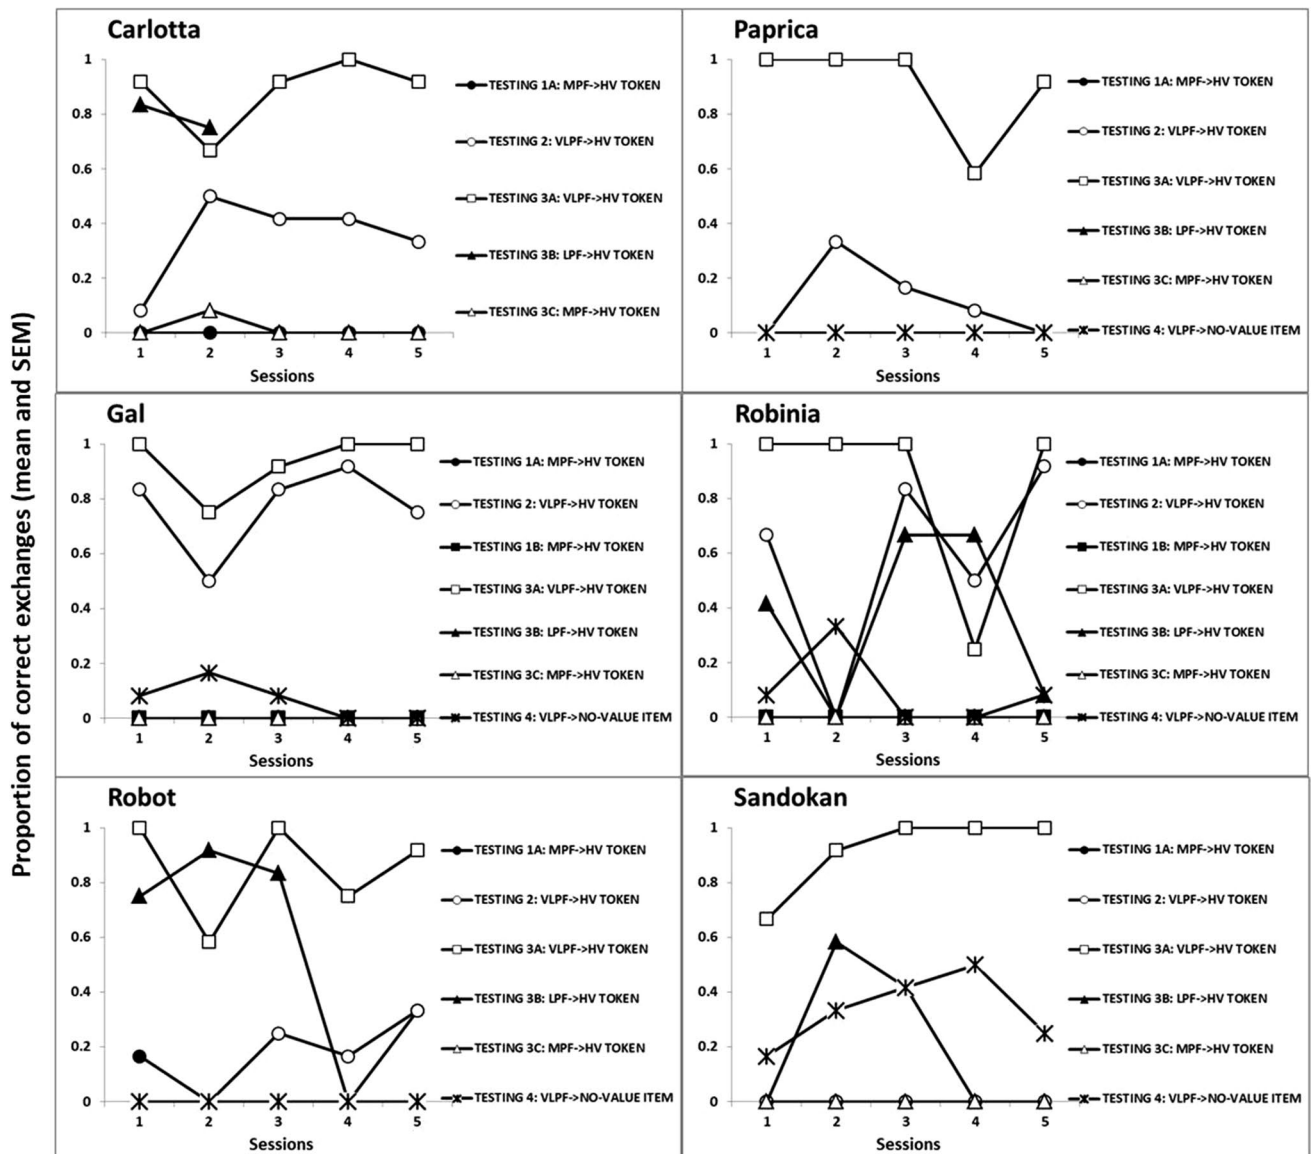 Proportion of correct exchanges (mean and SEM)
Carlotta
1
0.8
0.6
0.4
0.2
0
1 2 3 4 5
Sessions
TESTING 1A: MPF->HV TOKEN
TESTING 2: VLPF->HV TOKEN
TESTING 3A: VLPF->HV TOKEN
TESTING 3B: LPF->HV TOKEN
TESTING 3C: MPF->HV TOKEN
Paprica
1
0.8
0.6
0.4
0.2
0
1 2 3 4 5
Sessions
TESTING 1A: MPF->HV TOKEN
TESTING 2: VLPF->HV TOKEN
TESTING 3A: VLPF->HV TOKEN
TESTING 3B: LPF->HV TOKEN
TESTING 3C: MPF->HV TOKEN
TESTING 4: VLPF->NO-VALUE ITEM
Gal
1
0.8
0.6
0.4
0.2
0
1 2 3 4 5
Sessions
TESTING 1A: MPF->HV TOKEN
TESTING 2: VLPF->HV TOKEN
TESTING 1B: MPF->HV TOKEN
TESTING 3A: VLPF->HV TOKEN
TESTING 3B: LPF->HV TOKEN
TESTING 3C: MPF->HV TOKEN
TESTING 4: VLPF->NO-VALUE ITEM
Robinia
1
0.8
0.6
0.4
0.2
0
1 2 3 4 5
Sessions
TESTING 1A: MPF->HV TOKEN
TESTING 2: VLPF->HV TOKEN
TESTING 1B: MPF->HV TOKEN
TESTING 3A: VLPF->HV TOKEN
TESTING 3B: LPF->HV TOKEN
TESTING 3C: MPF->HV TOKEN
TESTING 4: VLPF->NO-VALUE ITEM
Robot
1
0.8
0.6
0.4
0.2
0
1 2 3 4 5
Sessions
TESTING 1A: MPF->HV TOKEN
TESTING 2: VLPF->HV TOKEN
TESTING 3A: VLPF->HV TOKEN
TESTING 3B: LPF->HV TOKEN
TESTING 3C: MPF->HV TOKEN
TESTING 4: VLPF->NO-VALUE ITEM
Sandokan
1
0.8
0.6
0.4
0.2
0
1 2 3 4 5
Sessions
TESTING 1A: MPF->HV TOKEN
TESTING 2: VLPF->HV TOKEN
TESTING 3A: VLPF->HV TOKEN
TESTING 3B: LPF->HV TOKEN
TESTING 3C: MPF->HV TOKEN
TESTING 4: VLPF->NO-VALUE ITEM